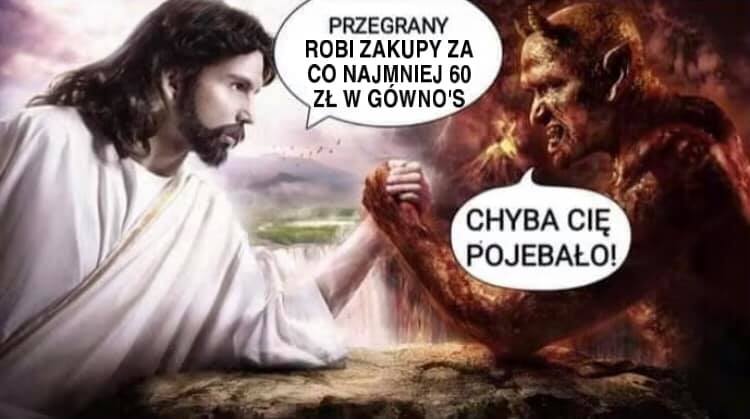 PRZEGRANY
ROBI ZAKUPY ZA
CO NAJMNIEJ 60
ZŁ W GÓWNO'S
CHYBA CIĘ
POJEBAŁO!